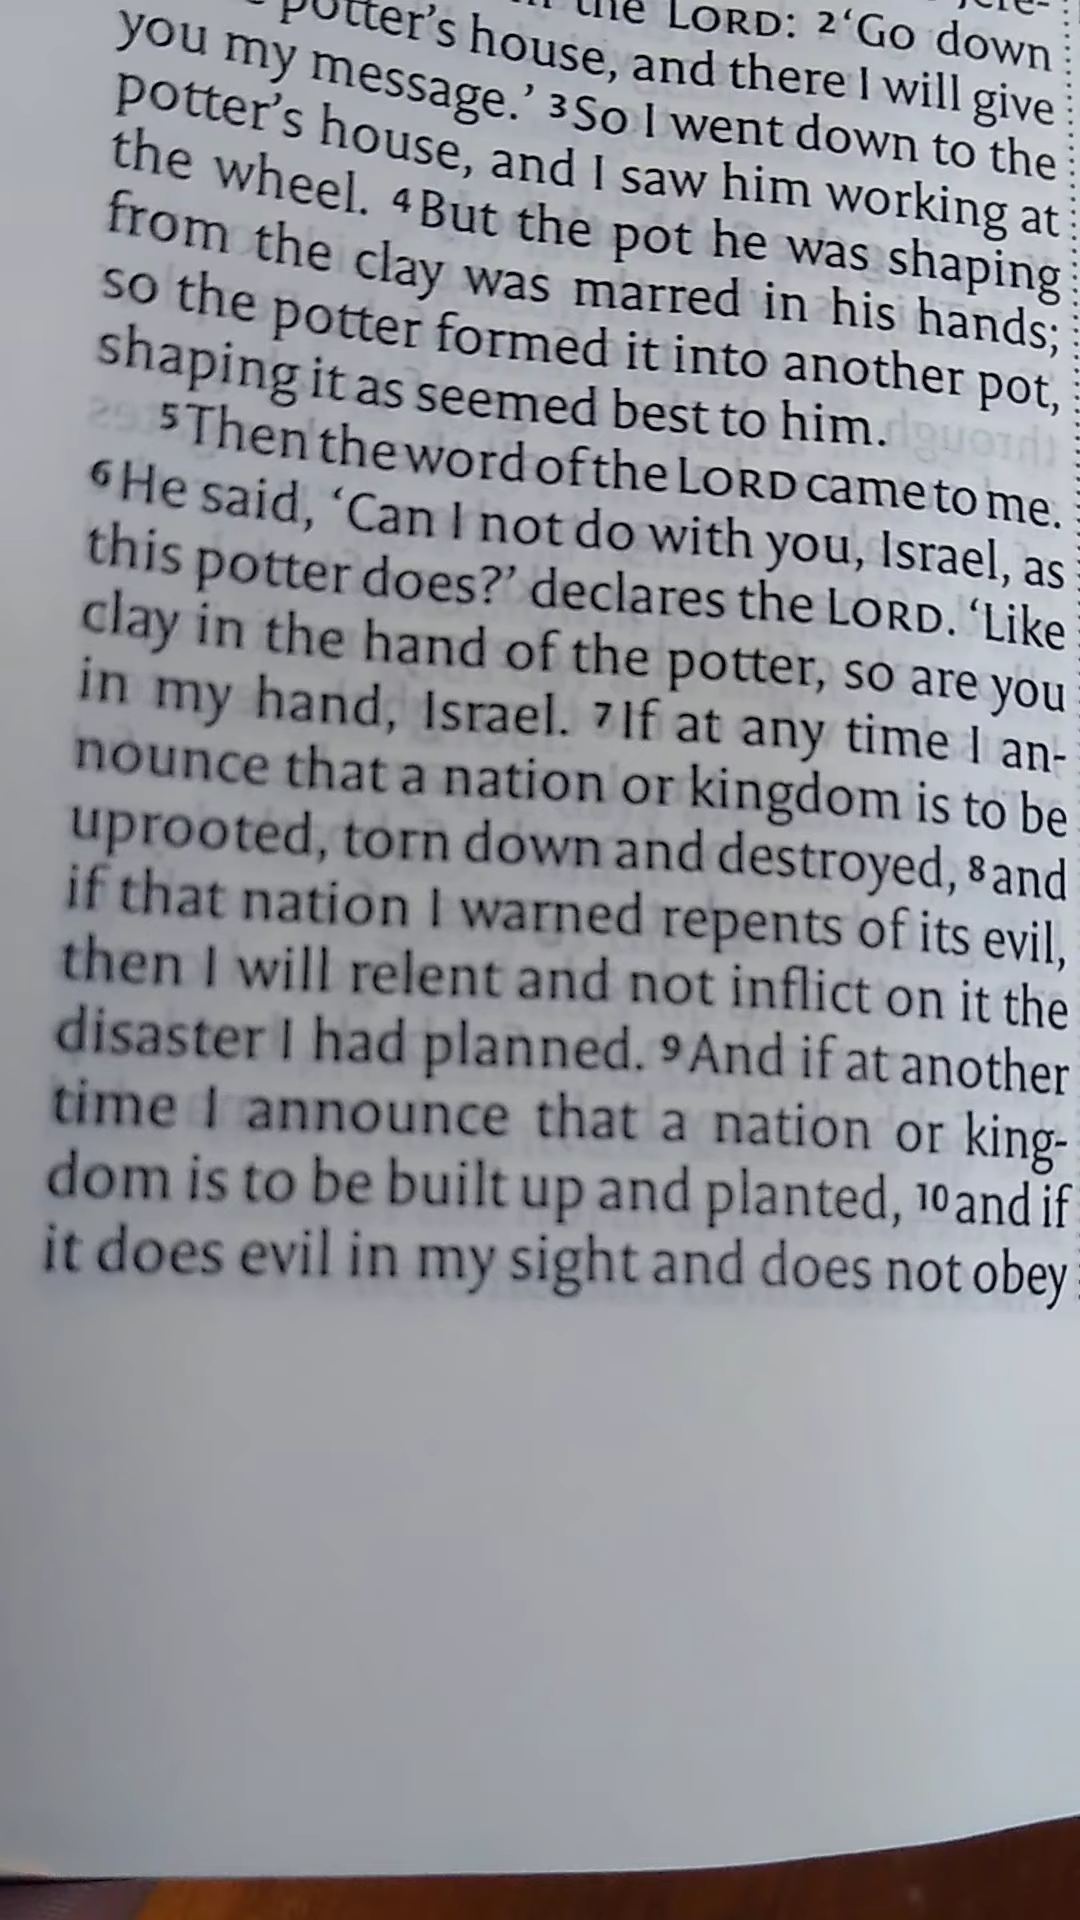 the LORD: 2‘Go down
potter’s house, and there I will give
you my message.’ 3So I went down to the
potter’s house, and I saw him working at
the wheel. 4But the pot he was shaping
from the clay was marred in his hands;
so the potter formed it into another pot,
shaping it as seemed best to him.
5Then the word of the LORD came to me.
6He said, ‘Can I not do with you, Israel, as
this potter does?’ declares the LORD. ‘Like
clay in the hand of the potter, so are you
in my hand, Israel. 7If at any time I an-
nounce that a nation or kingdom is to be
uprooted, torn down and destroyed, 8and
if that nation I warned repents of its evil,
then I will relent and not inflict on it the
disaster I had planned. 9And if at another
time I announce that a nation or king-
dom is to be built up and planted, 10and if
it does evil in my sight and does not obey